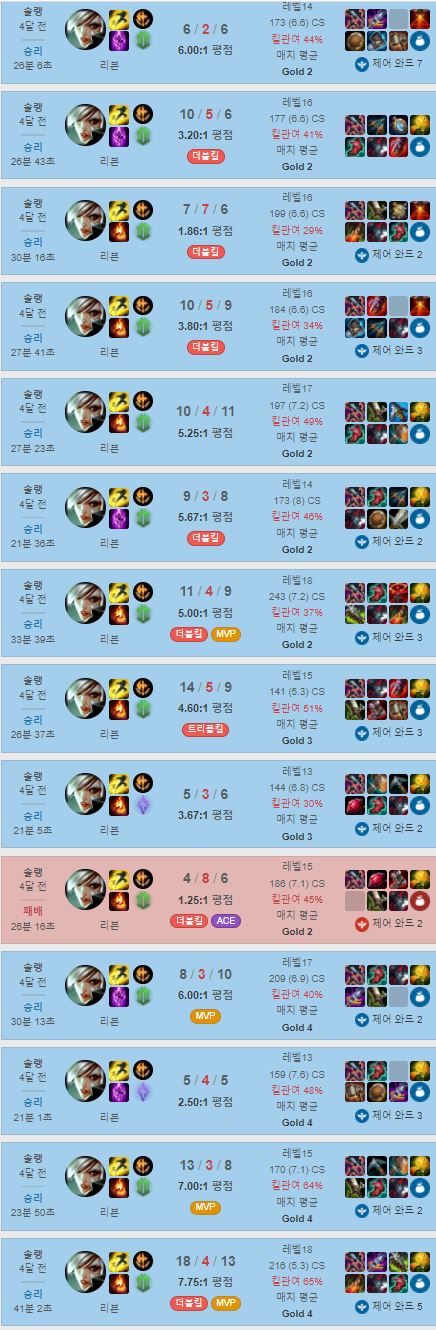 솔랭
4달 전
승리
26분 6초
리븐
6 / 2 / 6
6.00:1 평점
레벨14
173 (6.6) CS
킬관여 44%
매치 평균
Gold 2
제어 와드 7
솔랭
4달 전
승리
26분 43초
리븐
10 / 5 / 6
3.20:1 평점
더블킬
레벨16
177 (6.6) CS
킬관여 41%
매치 평균
Gold 2
솔랭
4달 전
승리
30분 16초
리븐
7 / 7 / 6
1.86:1 평점
더블킬
레벨16
199 (6.6) CS
킬관여 29%
매치 평균
Gold 2
제어 와드 2
솔랭
4달 전
승리
27분 41초
리븐
10 / 5 / 9
3.80:1 평점
더블킬
레벨16
184 (6.6) CS
킬관여 34%
매치 평균
Gold 2
제어 와드 3
솔랭
4달 전
승리
27분 23초
리븐
10 / 4 / 11
5.25:1 평점
레벨17
197 (7.2) CS
킬관여 49%
매치 평균
Gold 2
솔랭
4달 전
승리
21분 36초
리븐
9 / 3 / 8
5.67:1 평점
더블킬
레벨14
173 (8) CS
킬관여 46%
매치 평균
Gold 2
제어 와드 2
솔랭
4달 전
승리
33분 39초
리븐
11 / 4 / 9
5.00:1 평점
더블킬 MVP
레벨18
243 (7.2) CS
킬관여 37%
매치 평균
Gold 2
제어 와드 3
솔랭
4달 전
승리
26분 37초
리븐
14 / 5 / 9
4.60:1 평점
트리플킬
레벨15
141 (5.3) CS
킬관여 51%
매치 평균
Gold 3
제어 와드 3
솔랭
4달 전
승리
21분 5초
리븐
5 / 3 / 6
3.67:1 평점
레벨13
144 (6.8) CS
킬관여 30%
매치 평균
Gold 3
제어 와드 2
솔랭
4달 전
패배
26분 16초
리븐
4 / 8 / 6
1.25:1 평점
더블킬 ACE
레벨15
186 (7.1) CS
킬관여 45%
매치 평균
Gold 2
제어 와드 2
솔랭
4달 전
승리
30분 13초
리븐
8 / 3 / 10
6.00:1 평점
MVP
레벨17
209 (6.9) CS
킬관여 40%
매치 평균
Gold 4
제어 와드 2
솔랭
4달 전
승리
21분 1초
리븐
5 / 4 / 5
2.50:1 평점
레벨13
159 (7.6) CS
킬관여 48%
매치 평균
Gold 4
제어 와드 3
솔랭
4달 전
승리
23분 50초
리븐
13 / 3 / 8
7.00:1 평점
MVP
레벨15
170 (7.1) CS
킬관여 64%
매치 평균
Gold 4
제어 와드 2
솔랭
4달 전
승리
41분 2초
리븐
18 / 4 / 13
7.75:1 평점
더블킬 MVP
레벨18
216 (5.3) CS
킬관여 65%
매치 평균
Gold 4
제어 와드 5